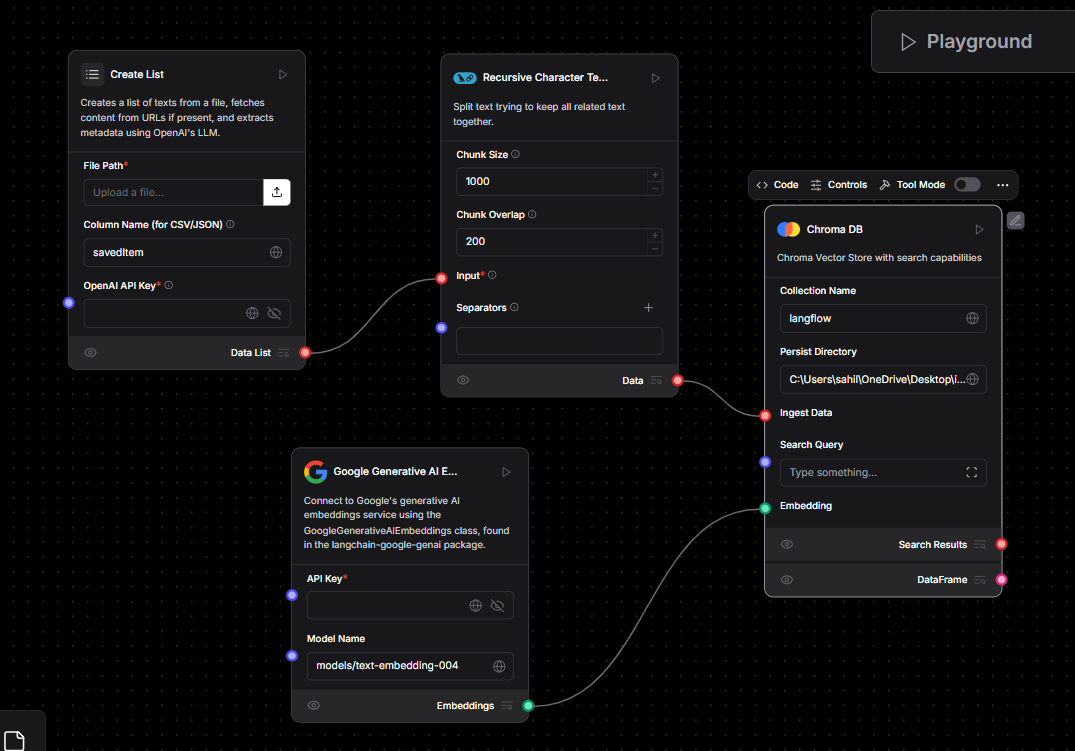 Playground
Create List
Creates a list of texts from a file, fetches
content from URLs if present, and extracts
metadata using OpenAI's LLM.
File Path*
Upload a file...
Column Name (for CSV/JSON)
savedItem
OpenAI API Key*
Data List
Recursive Character Te...
Split text trying to keep all related text
together.
Chunk Size
1000
Chunk Overlap
200
Input*
Separators
Data
Google Generative AI E...
Connect to Google's generative AI
embeddings service using the
GoogleGenerativeAIEmbeddings class, found
in the langchain-google-genai package.
API Key*
Model Name
models/text-embedding-004
Embeddings
Code
Controls
Tool Mode
Chroma DB
Chroma Vector Store with search capabilities
Collection Name
langflow
Persist Directory
C:\Users\sahil\OneDrive\Desktop\i...
Ingest Data
Search Query
Type something...
Embedding
Search Results
DataFrame